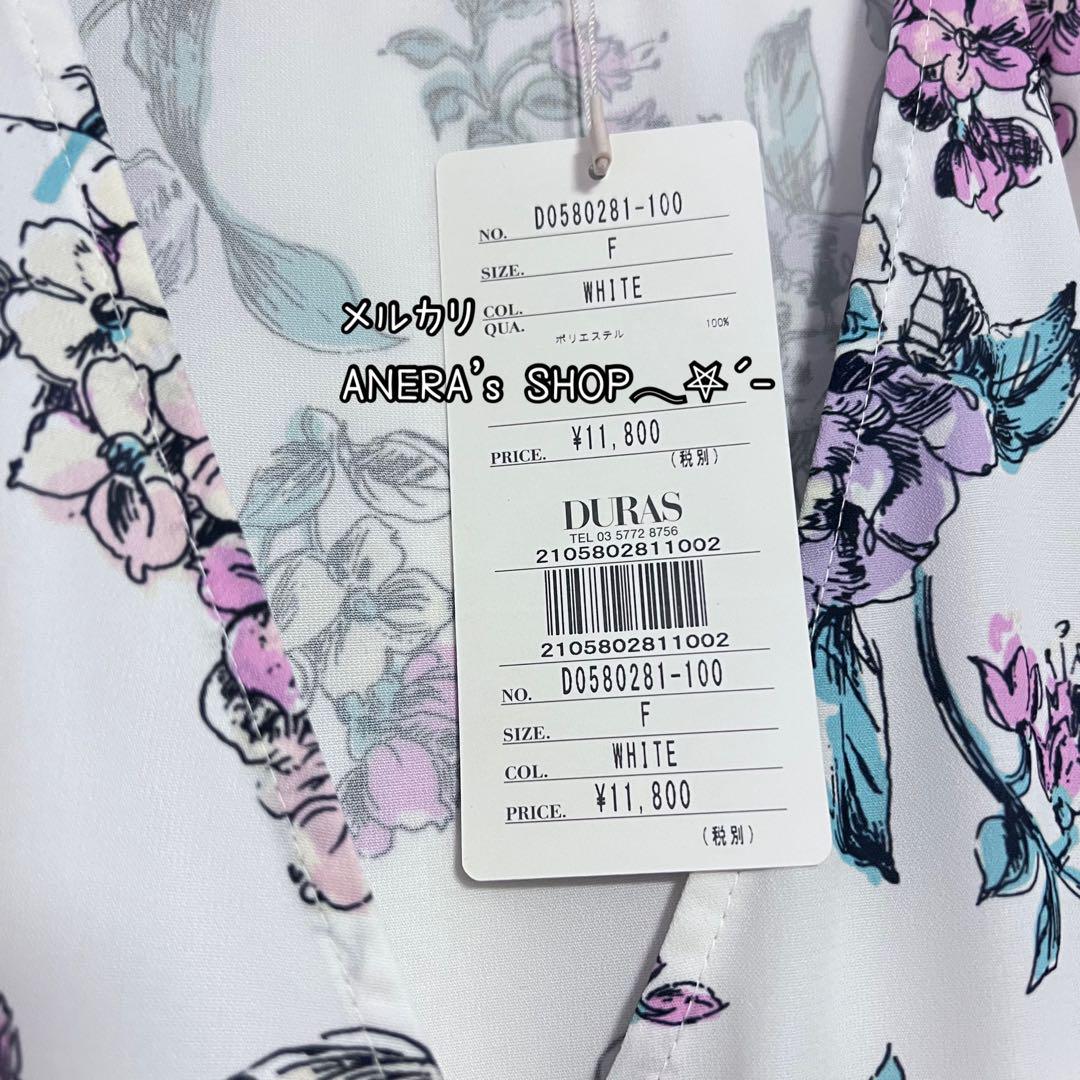 NO. D0580281-100
SIZE. F
COL. WHITE
メルカリ
QUA. ポリエステル 100%
ANERA's SHOP
PRICE. ¥11,800
(税別)
DURAS
TEL 03 5772 8756
2105802811002
2105802811002
NO. D0580281-100
SIZE. F
COL. WHITE
PRICE. ¥11,800
(税別)